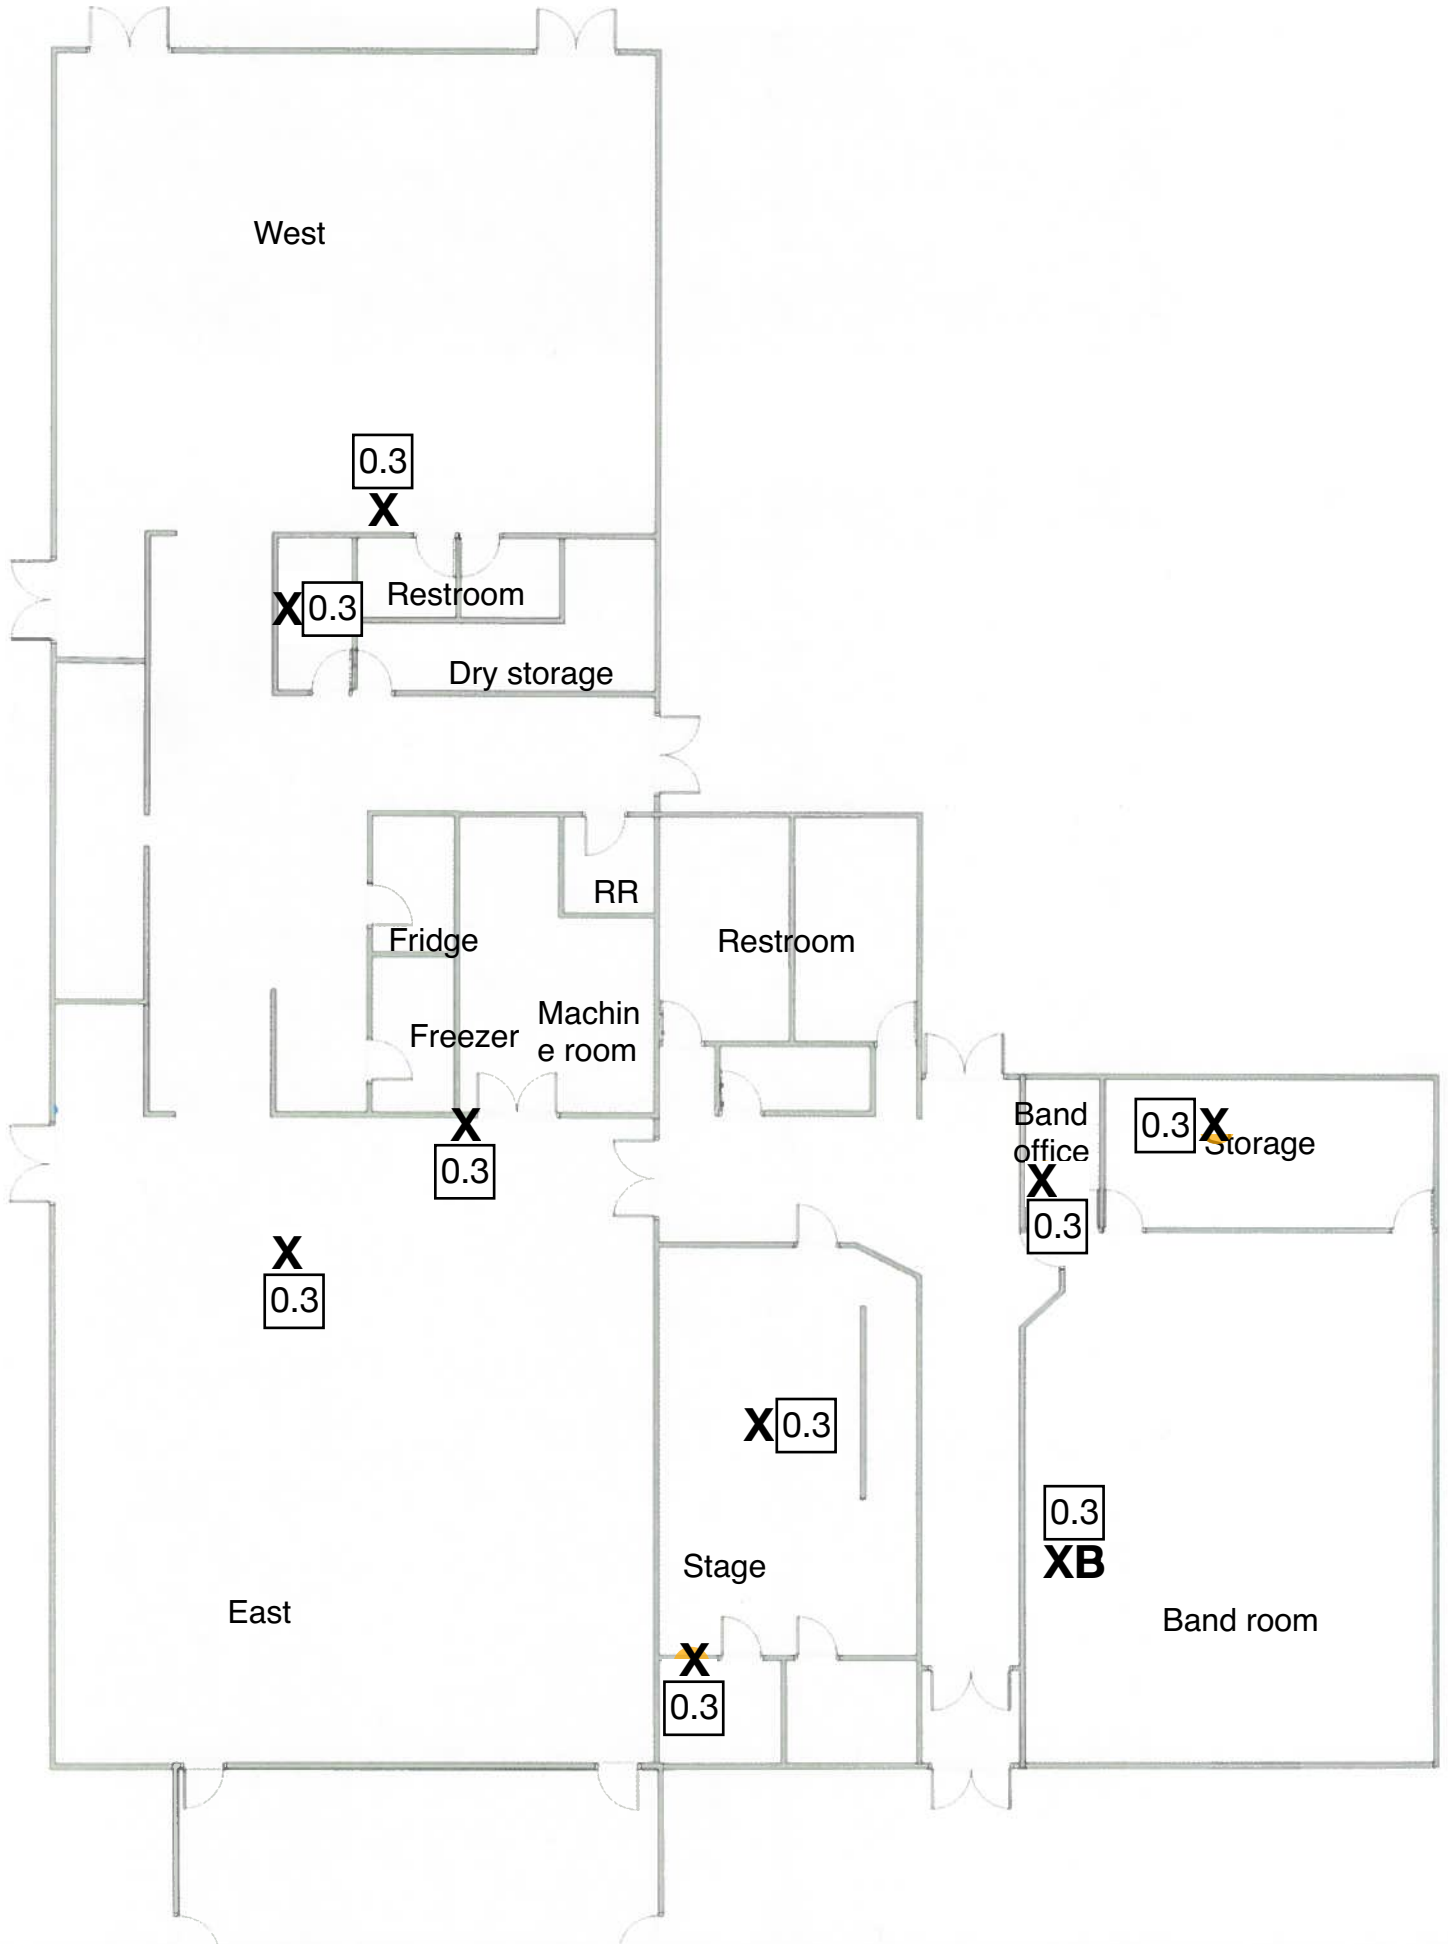 West
0.3
X
X 0.3
Restroom
Dry storage
RR
Fridge
Restroom
Machin
e room
Freezer
X
0.3
Band
office
X
0.3
0.3 X
Storage
X
0.3
X 0.3
0.3
XB
Stage
East
Band room
X
0.3